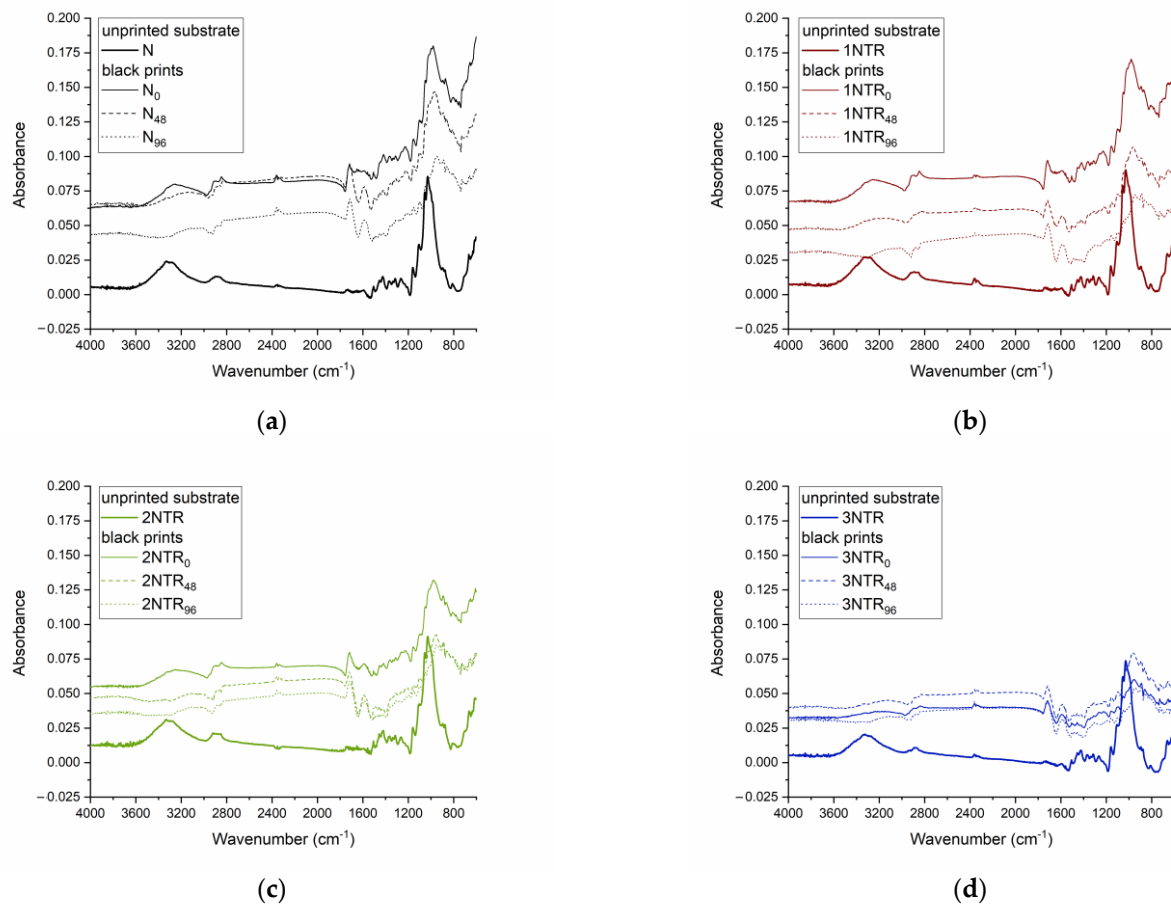 0.200
0.175
0.150
0.125
0.100
0.075
0.050
0.025
0.000
−0.025
Absorbance
unprinted substrate
N
black prints
N₀
N₄₈
N₉₆
4000 3600 3200 2800 2400 2000 1600 1200 800
Wavenumber (cm⁻¹)
(a)
0.200
0.175
0.150
0.125
0.100
0.075
0.050
0.025
0.000
−0.025
Absorbance
unprinted substrate
1NTR
black prints
1NTR₀
1NTR₄₈
1NTR₉₆
4000 3600 3200 2800 2400 2000 1600 1200 800
Wavenumber (cm⁻¹)
(b)
0.200
0.175
0.150
0.125
0.100
0.075
0.050
0.025
0.000
−0.025
Absorbance
unprinted substrate
2NTR
black prints
2NTR₀
2NTR₄₈
2NTR₉₆
4000 3600 3200 2800 2400 2000 1600 1200 800
Wavenumber (cm⁻¹)
(c)
0.200
0.175
0.150
0.125
0.100
0.075
0.050
0.025
0.000
−0.025
Absorbance
unprinted substrate
3NTR
black prints
3NTR₀
3NTR₄₈
3NTR₉₆
4000 3600 3200 2800 2400 2000 1600 1200 800
Wavenumber (cm⁻¹)
(d)